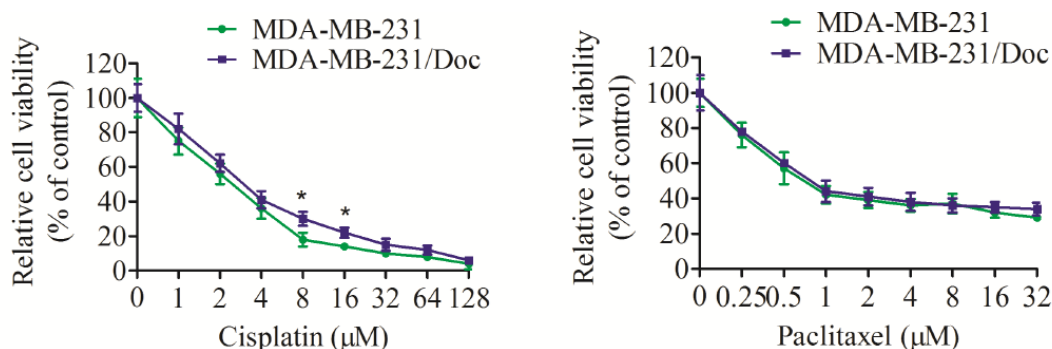 MDA-MB-231
MDA-MB-231/Doc
Relative cell viability
(% of control)
120
100
80
60
40
20
0
* *
0 1 2 4 8 16 32 64 128
Cisplatin (μM)
MDA-MB-231
MDA-MB-231/Doc
Relative cell viability
(% of control)
120
100
80
60
40
20
0
0 0.25 0.5 1 2 4 8 16 32
Paclitaxel (μM)